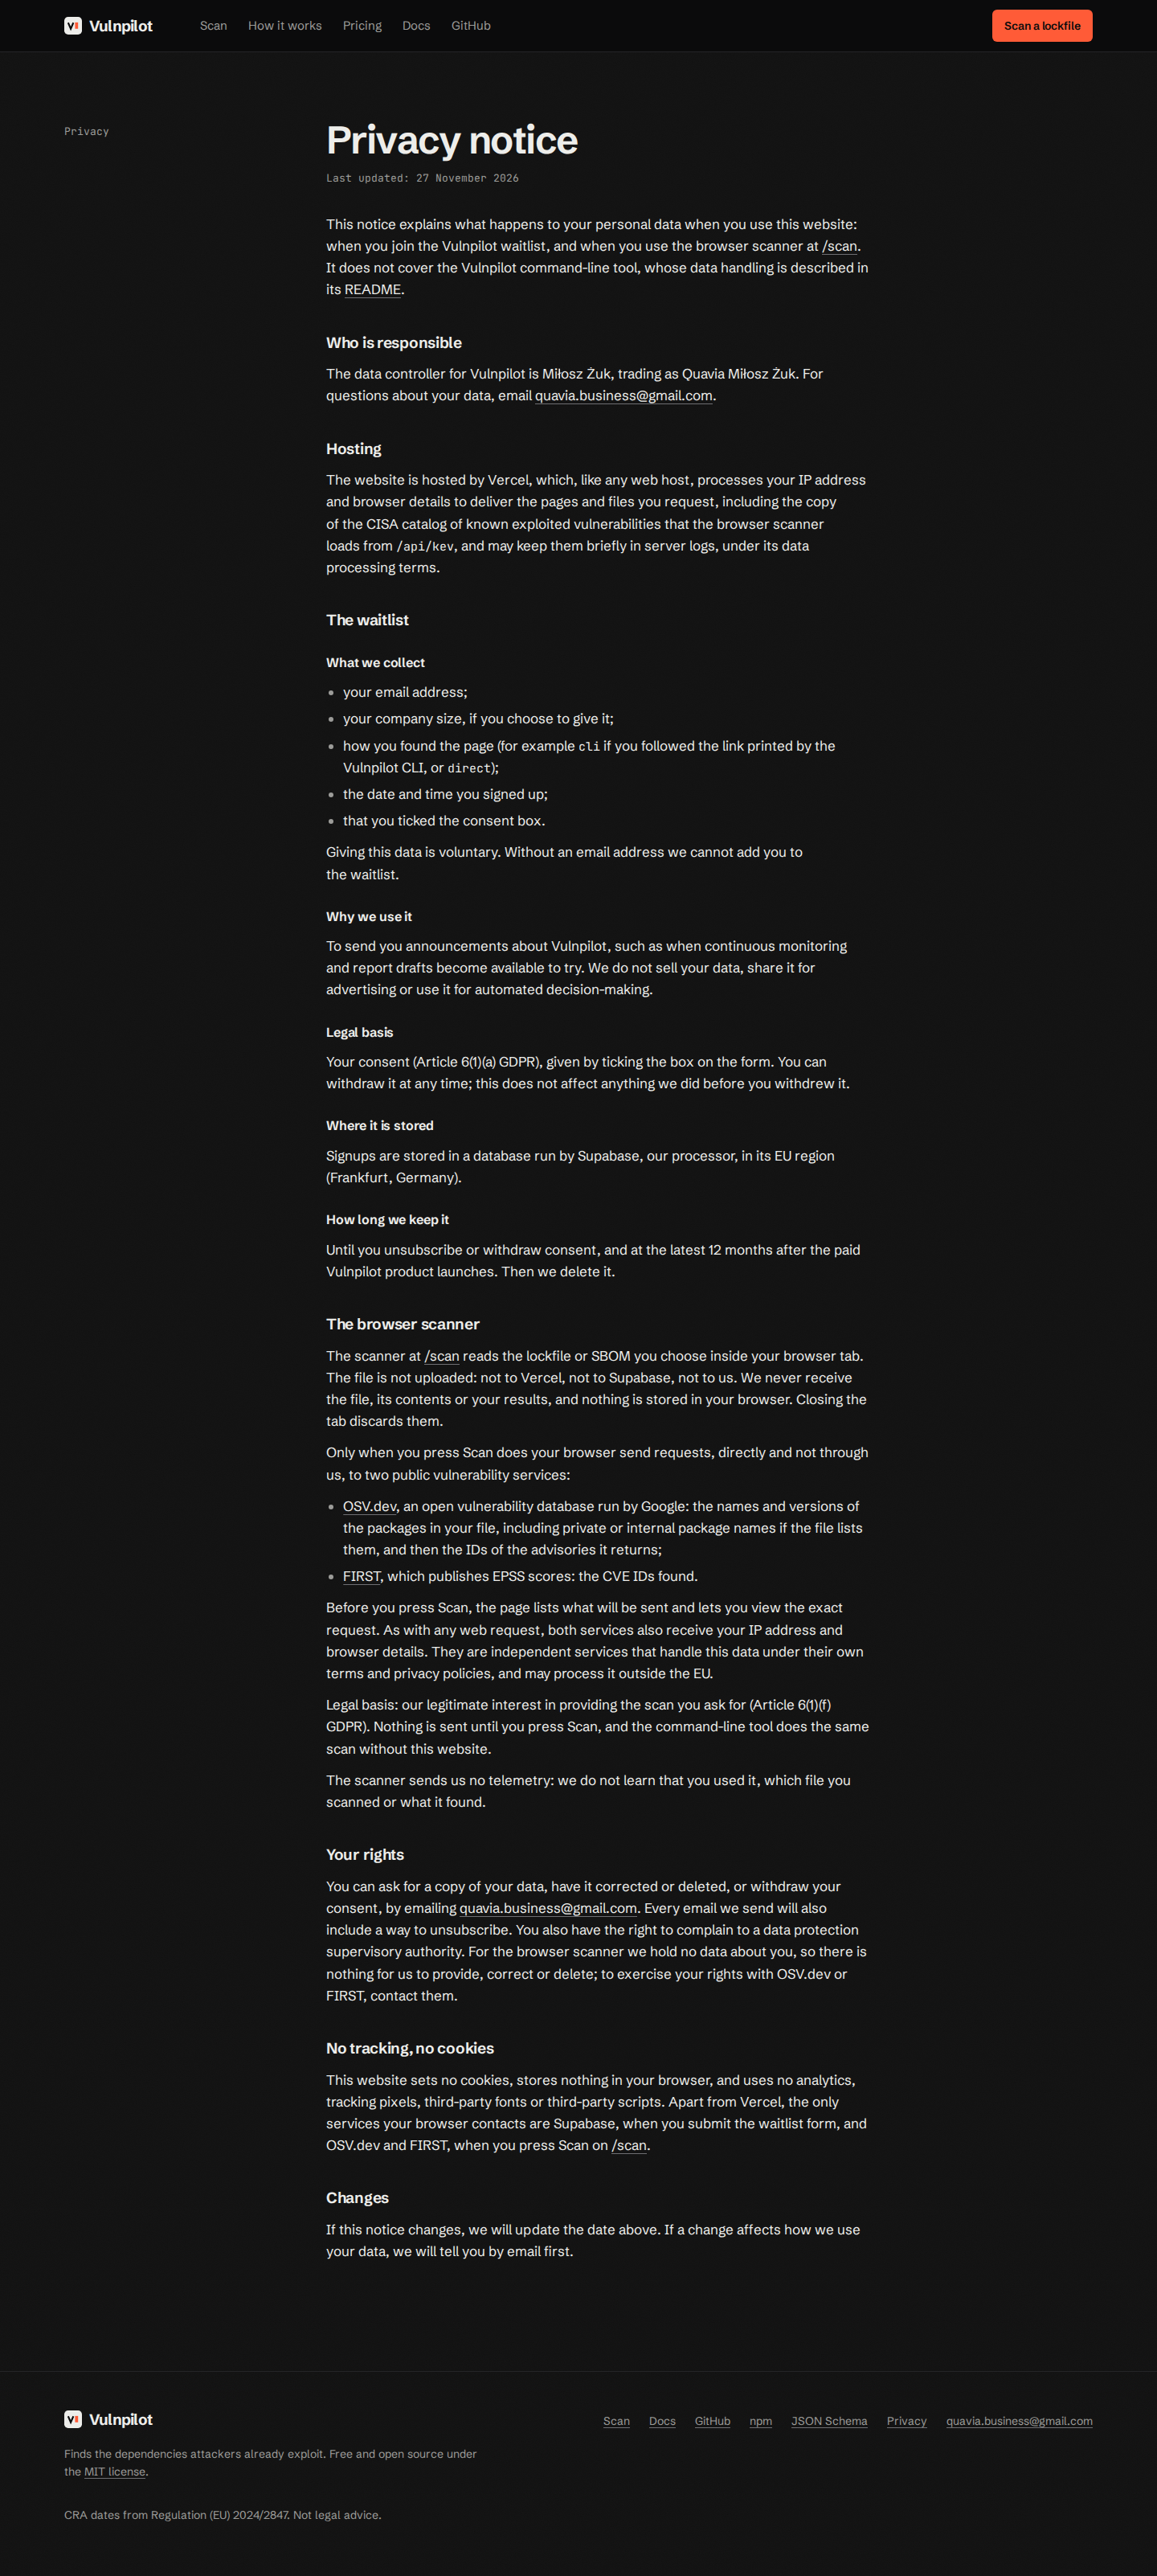 Vulnpilot
Scan
How it works
Pricing
Docs
GitHub
Scan a lockfile
Privacy
Privacy notice
Last updated: 27 November 2026
This notice explains what happens to your personal data when you use this website:
when you join the Vulnpilot waitlist, and when you use the browser scanner at /scan.
It does not cover the Vulnpilot command-line tool, whose data handling is described in
its README.
Who is responsible
The data controller for Vulnpilot is Miłosz Żuk, trading as Quavia Miłosz Żuk. For
questions about your data, email quavia.business@gmail.com.
Hosting
The website is hosted by Vercel, which, like any web host, processes your IP address
and browser details to deliver the pages and files you request, including the copy
of the CISA catalog of known exploited vulnerabilities that the browser scanner
loads from /api/kev, and may keep them briefly in server logs, under its data
processing terms.
The waitlist
What we collect
your email address;
your company size, if you choose to give it;
how you found the page (for example cli if you followed the link printed by the
Vulnpilot CLI, or direct);
the date and time you signed up;
that you ticked the consent box.
Giving this data is voluntary. Without an email address we cannot add you to
the waitlist.
Why we use it
To send you announcements about Vulnpilot, such as when continuous monitoring
and report drafts become available to try. We do not sell your data, share it for
advertising or use it for automated decision-making.
Legal basis
Your consent (Article 6(1)(a) GDPR), given by ticking the box on the form. You can
withdraw it at any time; this does not affect anything we did before you withdrew it.
Where it is stored
Signups are stored in a database run by Supabase, our processor, in its EU region
(Frankfurt, Germany).
How long we keep it
Until you unsubscribe or withdraw consent, and at the latest 12 months after the paid
Vulnpilot product launches. Then we delete it.
The browser scanner
The scanner at /scan reads the lockfile or SBOM you choose inside your browser tab.
The file is not uploaded: not to Vercel, not to Supabase, not to us. We never receive
the file, its contents or your results, and nothing is stored in your browser. Closing the
tab discards them.
Only when you press Scan does your browser send requests, directly and not through
us, to two public vulnerability services:
OSV.dev, an open vulnerability database run by Google: the names and versions of
the packages in your file, including private or internal package names if the file lists
them, and then the IDs of the advisories it returns;
FIRST, which publishes EPSS scores: the CVE IDs found.
Before you press Scan, the page lists what will be sent and lets you view the exact
request. As with any web request, both services also receive your IP address and
browser details. They are independent services that handle this data under their own
terms and privacy policies, and may process it outside the EU.
Legal basis: our legitimate interest in providing the scan you ask for (Article 6(1)(f)
GDPR). Nothing is sent until you press Scan, and the command-line tool does the same
scan without this website.
The scanner sends us no telemetry: we do not learn that you used it, which file you
scanned or what it found.
Your rights
You can ask for a copy of your data, have it corrected or deleted, or withdraw your
consent, by emailing quavia.business@gmail.com. Every email we send will also
include a way to unsubscribe. You also have the right to complain to a data protection
supervisory authority. For the browser scanner we hold no data about you, so there is
nothing for us to provide, correct or delete; to exercise your rights with OSV.dev or
FIRST, contact them.
No tracking, no cookies
This website sets no cookies, stores nothing in your browser, and uses no analytics,
tracking pixels, third-party fonts or third-party scripts. Apart from Vercel, the only
services your browser contacts are Supabase, when you submit the waitlist form, and
OSV.dev and FIRST, when you press Scan on /scan.
Changes
If this notice changes, we will update the date above. If a change affects how we use
your data, we will tell you by email first.
Vulnpilot
Scan
Docs
GitHub
npm
JSON Schema
Privacy
quavia.business@gmail.com
Finds the dependencies attackers already exploit. Free and open source under
the MIT license.
CRA dates from Regulation (EU) 2024/2847. Not legal advice.